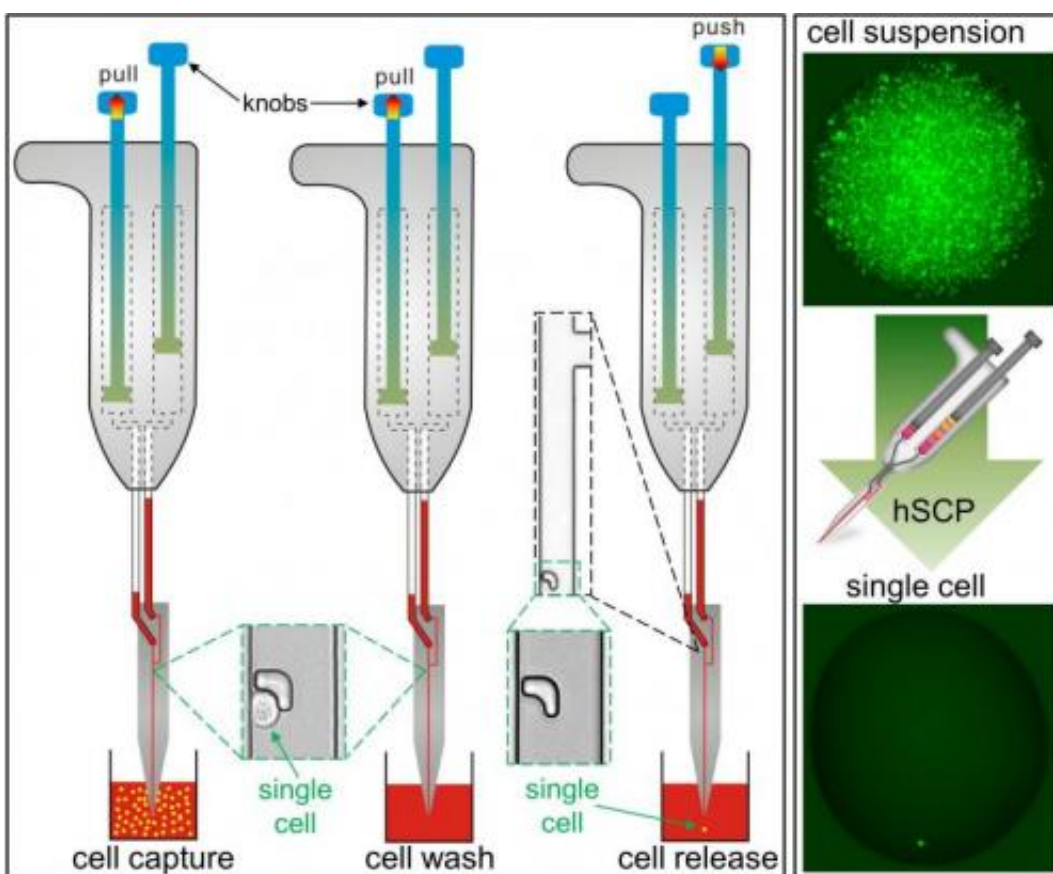 pull
knobs
pull
push
single
cell
single
cell
cell capture
cell wash
cell release
cell suspension
hSCP
single cell